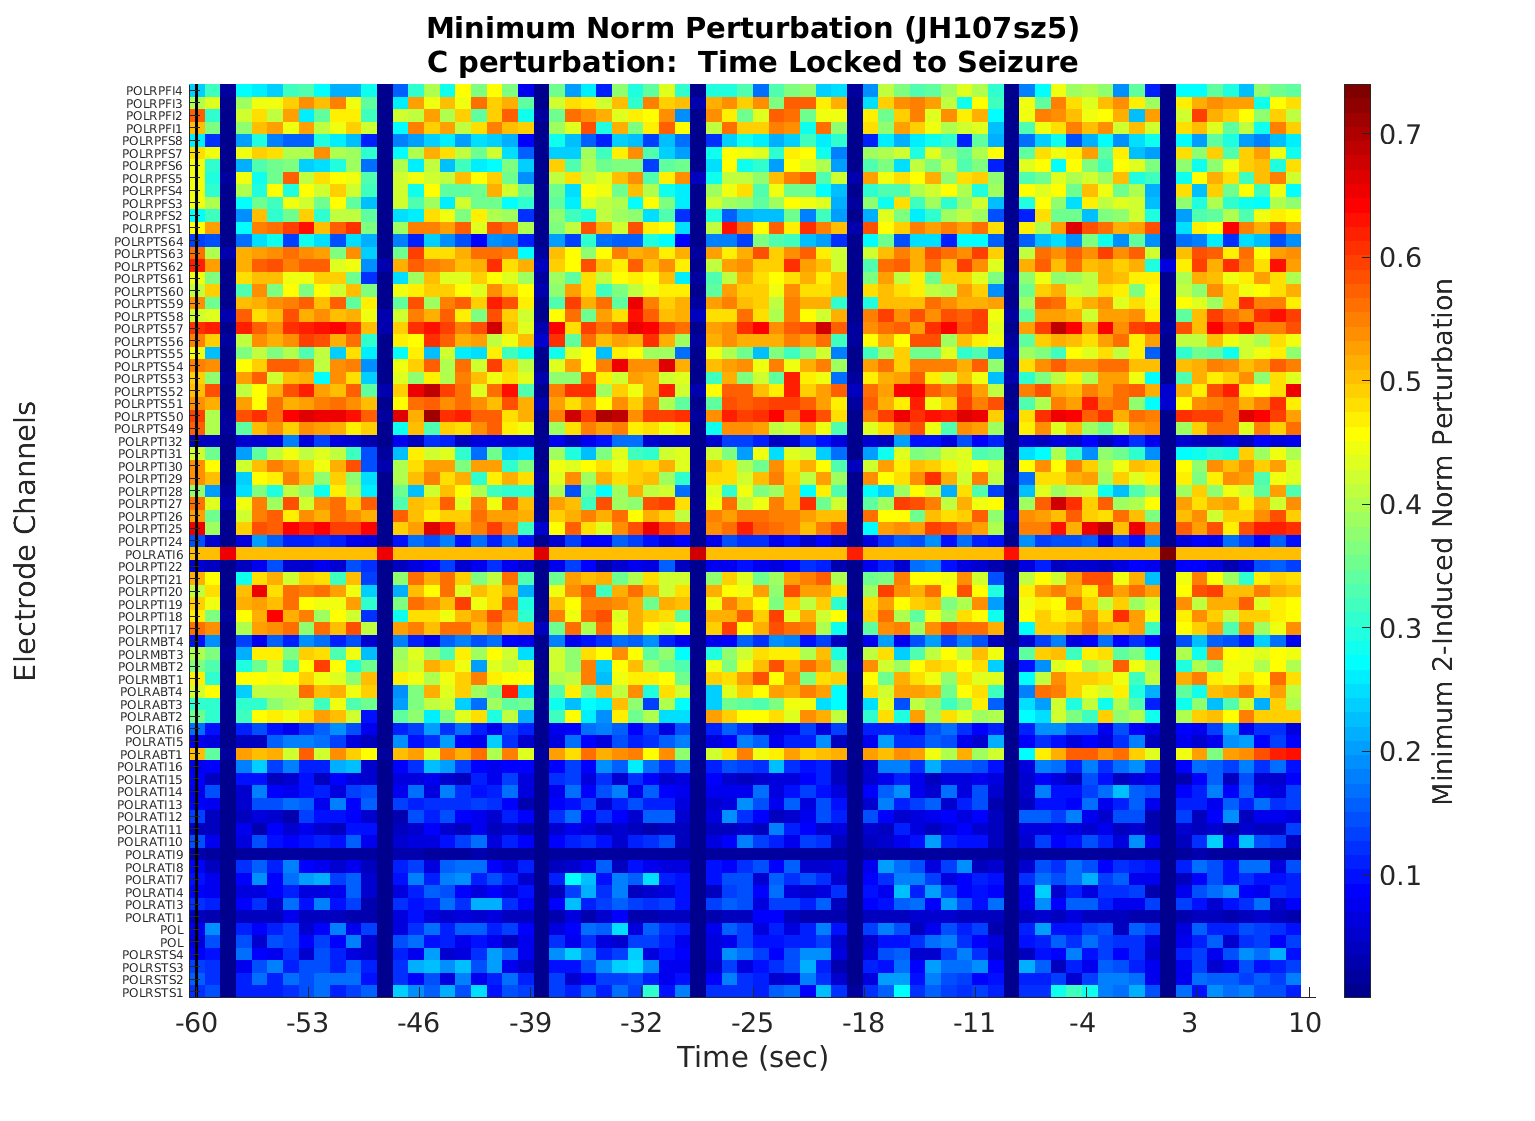 Minimum Norm Perturbation (JH107sz5)
C perturbation:  Time Locked to Seizure
Electrode Channels
POLRPFI4
POLRPFI3
POLRPFI2
POLRPFI1
POLRPFS8
POLRPFS7
POLRPFS6
POLRPFS5
POLRPFS4
POLRPFS3
POLRPFS2
POLRPFS1
POLRPTS64
POLRPTS63
POLRPTS62
POLRPTS61
POLRPTS60
POLRPTS59
POLRPTS58
POLRPTS57
POLRPTS56
POLRPTS55
POLRPTS54
POLRPTS53
POLRPTS52
POLRPTS51
POLRPTS50
POLRPTS49
POLRPTI32
POLRPTI31
POLRPTI30
POLRPTI29
POLRPTI28
POLRPTI27
POLRPTI26
POLRPTI25
POLRPTI24
POLRATI6
POLRPTI22
POLRPTI21
POLRPTI20
POLRPTI19
POLRPTI18
POLRPTI17
POLRMBT4
POLRMBT3
POLRMBT2
POLRMBT1
POLRABT4
POLRABT3
POLRABT2
POLRATI6
POLRATI5
POLRABT1
POLRATI16
POLRATI15
POLRATI14
POLRATI13
POLRATI12
POLRATI11
POLRATI10
POLRATI9
POLRATI8
POLRATI7
POLRATI4
POLRATI3
POLRATI1
POL
POL
POLRSTS4
POLRSTS3
POLRSTS2
POLRSTS1
-60 -53 -46 -39 -32 -25 -18 -11 -4 3 10
Time (sec)
0.7
0.6
0.5
0.4
0.3
0.2
0.1
Minimum 2-Induced Norm Perturbation